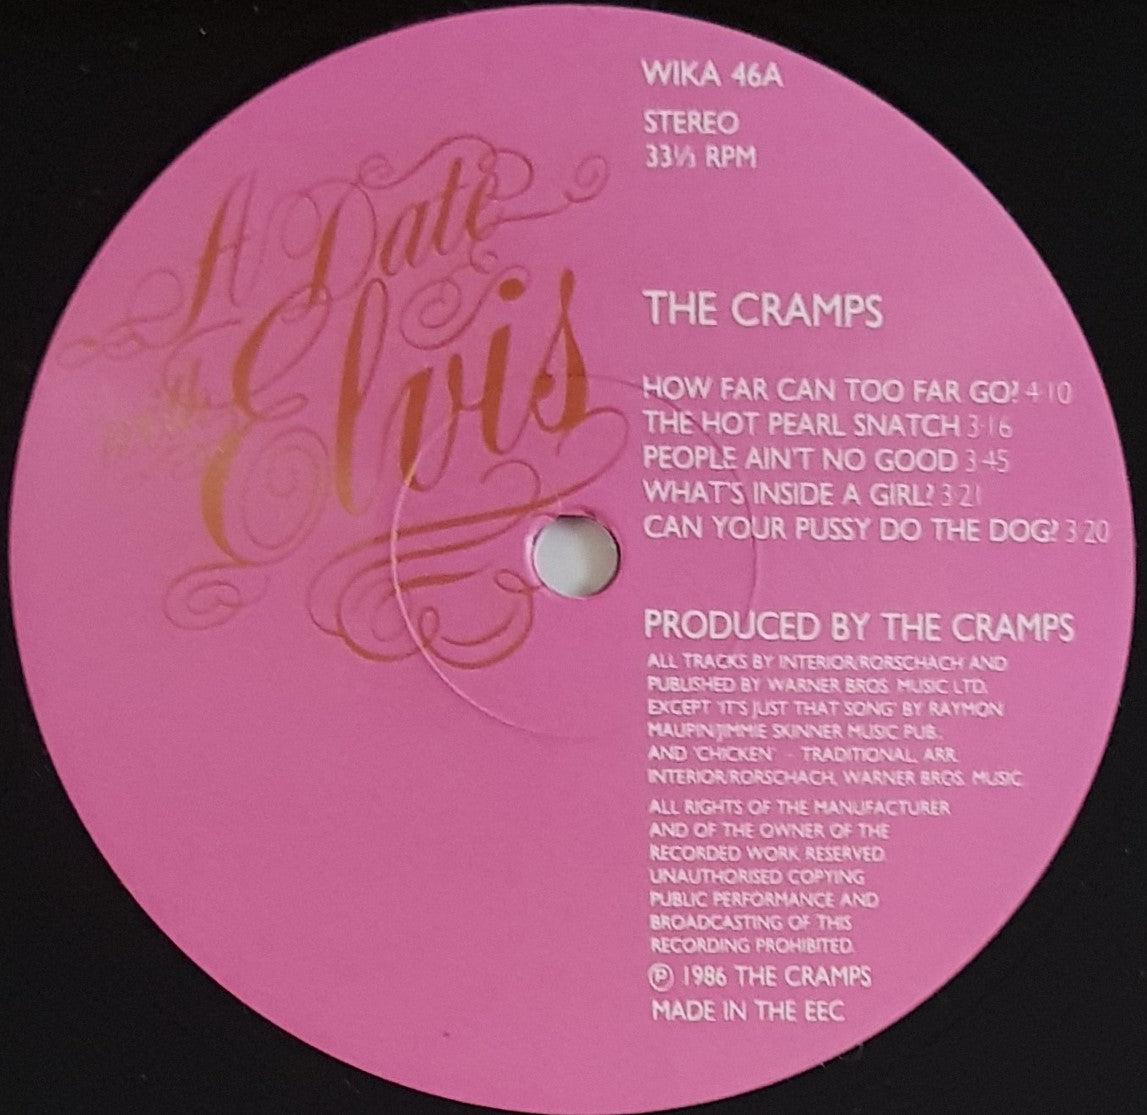 WIKA 46A
STEREO
33⅓ RPM
A Date
with
Elvis
THE CRAMPS
HOW FAR CAN TOO FAR GO? 4·10
THE HOT PEARL SNATCH 3·16
PEOPLE AIN'T NO GOOD 3·45
WHAT'S INSIDE A GIRL? 3·21
CAN YOUR PUSSY DO THE DOG? 3·20
PRODUCED BY THE CRAMPS
ALL TRACKS BY INTERIOR/RORSCHACH AND
PUBLISHED BY WARNER BROS. MUSIC LTD.
EXCEPT 'IT'S JUST THAT SONG' BY RAYMON
MAUPIN/JIMMIE SKINNER MUSIC PUB.,
AND 'CHICKEN' - TRADITIONAL. ARR.
INTERIOR/RORSCHACH, WARNER BROS. MUSIC.
ALL RIGHTS OF THE MANUFACTURER
AND OF THE OWNER OF THE
RECORDED WORK RESERVED.
UNAUTHORISED COPYING
PUBLIC PERFORMANCE AND
BROADCASTING OF THIS
RECORDING PROHIBITED.
℗ 1986 THE CRAMPS
MADE IN THE EEC